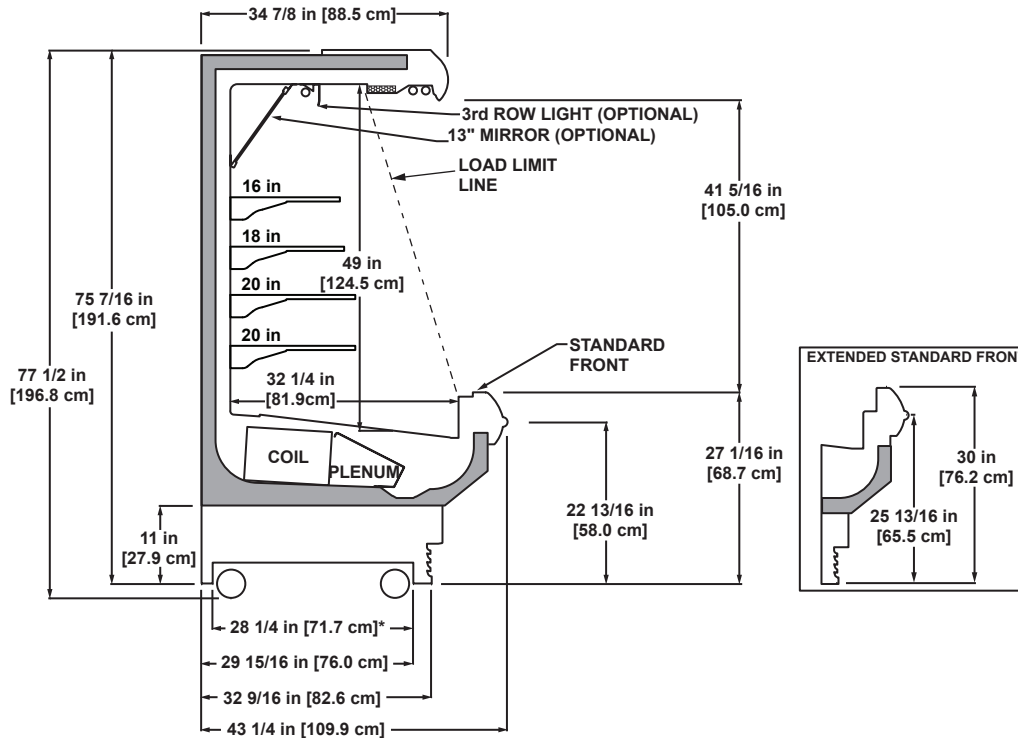 34 7/8 in [88.5 cm]
3rd ROW LIGHT (OPTIONAL)
13" MIRROR (OPTIONAL)
LOAD LIMIT
LINE
16 in
18 in
20 in
20 in
49 in
[124.5 cm]
41 5/16 in
[105.0 cm]
75 7/16 in
[191.6 cm]
77 1/2 in
[196.8 cm]
STANDARD
FRONT
32 1/4 in
[81.9cm]
COIL
PLENUM
27 1/16 in
[68.7 cm]
22 13/16 in
[58.0 cm]
11 in
[27.9 cm]
28 1/4 in [71.7 cm]*
29 15/16 in [76.0 cm]
32 9/16 in [82.6 cm]
43 1/4 in [109.9 cm]
EXTENDED STANDARD FRON
30 in
[76.2 cm]
25 13/16 in
[65.5 cm]